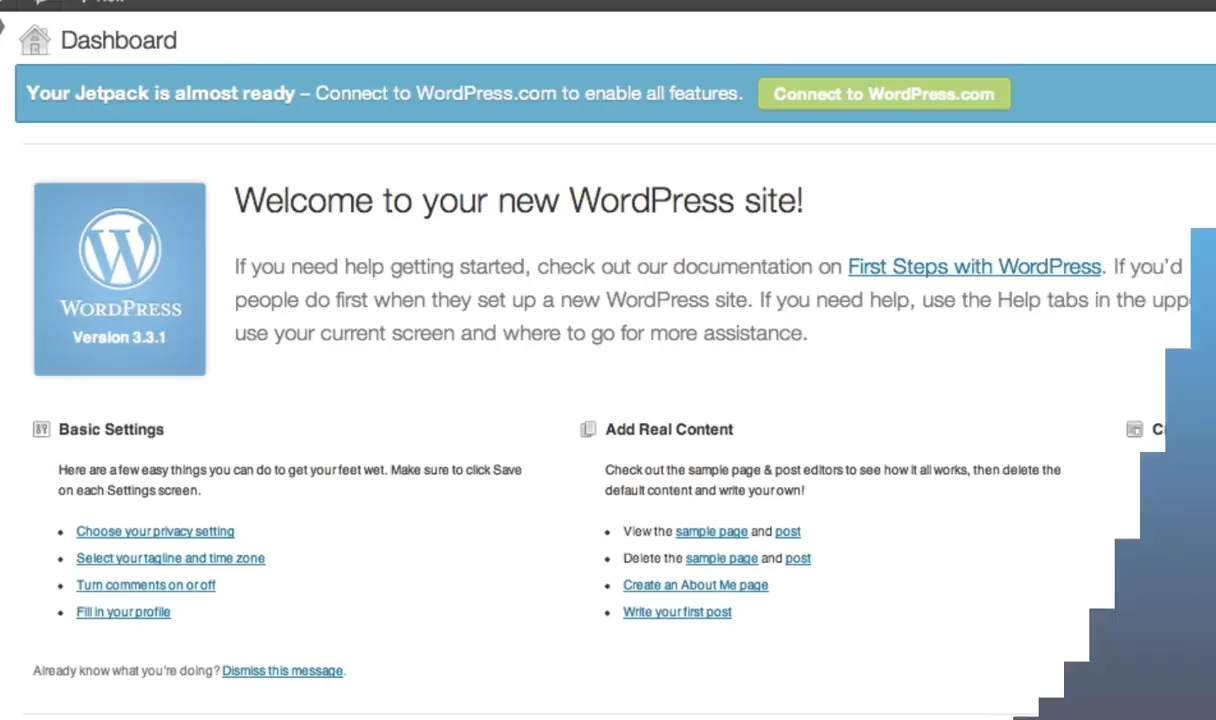 Dashboard
Your Jetpack is almost ready – Connect to WordPress.com to enable all features.
Connect to WordPress.com
Welcome to your new WordPress site!
If you need help getting started, check out our documentation on First Steps with WordPress. If you'd
people do first when they set up a new WordPress site. If you need help, use the Help tabs in the
use your current screen and where to go for more assistance.
WORDPRESS
Version 3.3.1
Basic Settings
Here are a few easy things you can do to get your feet wet. Make sure to click Save
on each Settings screen.
• Choose your privacy setting
• Select your tagline and time zone
• Turn comments on or off
• Fill in your profile
Add Real Content
Check out the sample page & post editors to see how it all works, then delete the
default content and write your own!
• View the sample page and post
• Delete the sample page and post
• Create an About Me page
• Write your first post
Already know what you're doing? Dismiss this message.